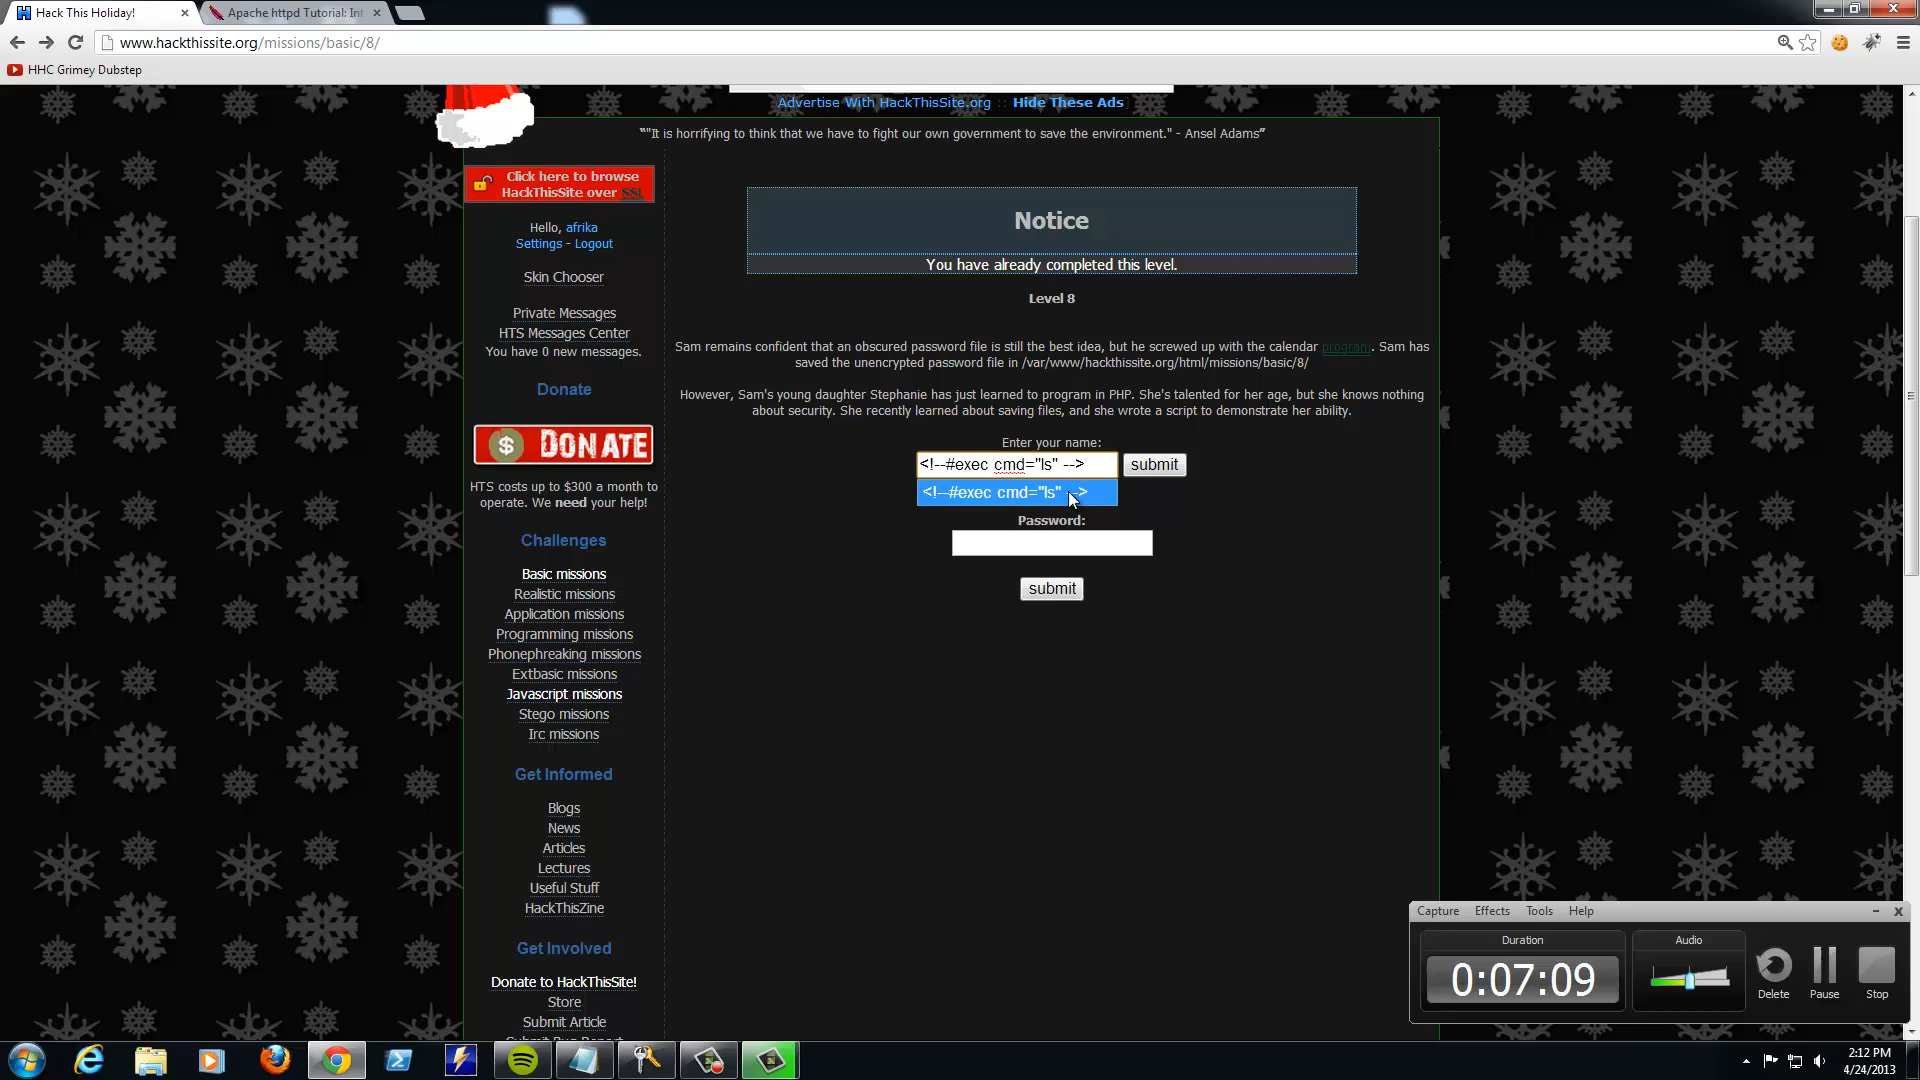 Hack This Holiday!
Apache httpd Tutorial: Int
www.hackthissite.org/missions/basic/8/
HHC Grimey Dubstep
Advertise With HackThisSite.org :: Hide These Ads
""It is horrifying to think that we have to fight our own government to save the environment." - Ansel Adams"
Click here to browse
HackThisSite over SSL
Hello, afrika
Settings - Logout
Skin Chooser
Private Messages
HTS Messages Center
You have 0 new messages.
Donate
$ DONATE
HTS costs up to $300 a month to
operate. We need your help!
Challenges
Basic missions
Realistic missions
Application missions
Programming missions
Phonephreaking missions
Extbasic missions
Javascript missions
Stego missions
Irc missions
Get Informed
Blogs
News
Articles
Lectures
Useful Stuff
HackThisZine
Get Involved
Donate to HackThisSite!
Store
Submit Article
Submit Bug Report
Notice
You have already completed this level.
Level 8
Sam remains confident that an obscured password file is still the best idea, but he screwed up with the calendar program. Sam has
saved the unencrypted password file in /var/www/hackthissite.org/html/missions/basic/8/
However, Sam's young daughter Stephanie has just learned to program in PHP. She's talented for her age, but she knows nothing
about security. She recently learned about saving files, and she wrote a script to demonstrate her ability.
Enter your name:
<!--#exec cmd="ls" --> submit
<!--#exec cmd="ls" -->
Password:
submit
Capture Effects Tools Help
Duration
0:07:09
Audio
Delete Pause Stop
2:12 PM
4/24/2013